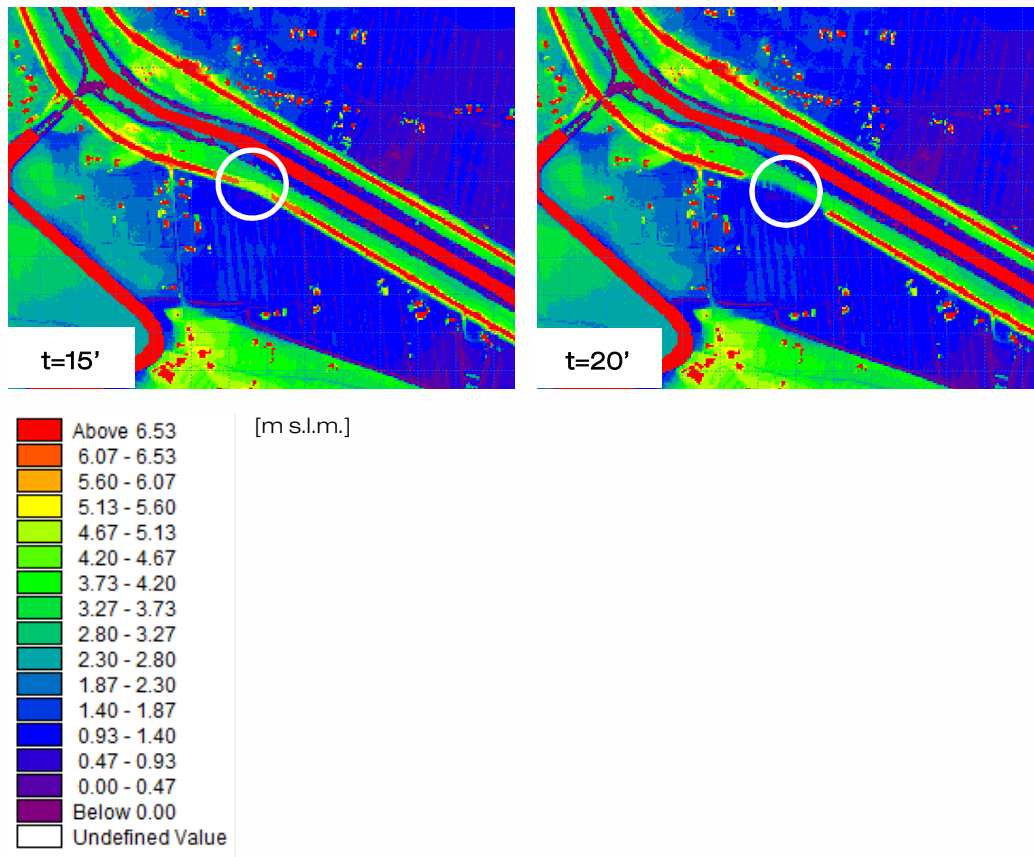 t=15’
t=20’
[m s.l.m.]
Above 6.53
6.07 - 6.53
5.60 - 6.07
5.13 - 5.60
4.67 - 5.13
4.20 - 4.67
3.73 - 4.20
3.27 - 3.73
2.80 - 3.27
2.30 - 2.80
1.87 - 2.30
1.40 - 1.87
0.93 - 1.40
0.47 - 0.93
0.00 - 0.47
Below 0.00
Undefined Value